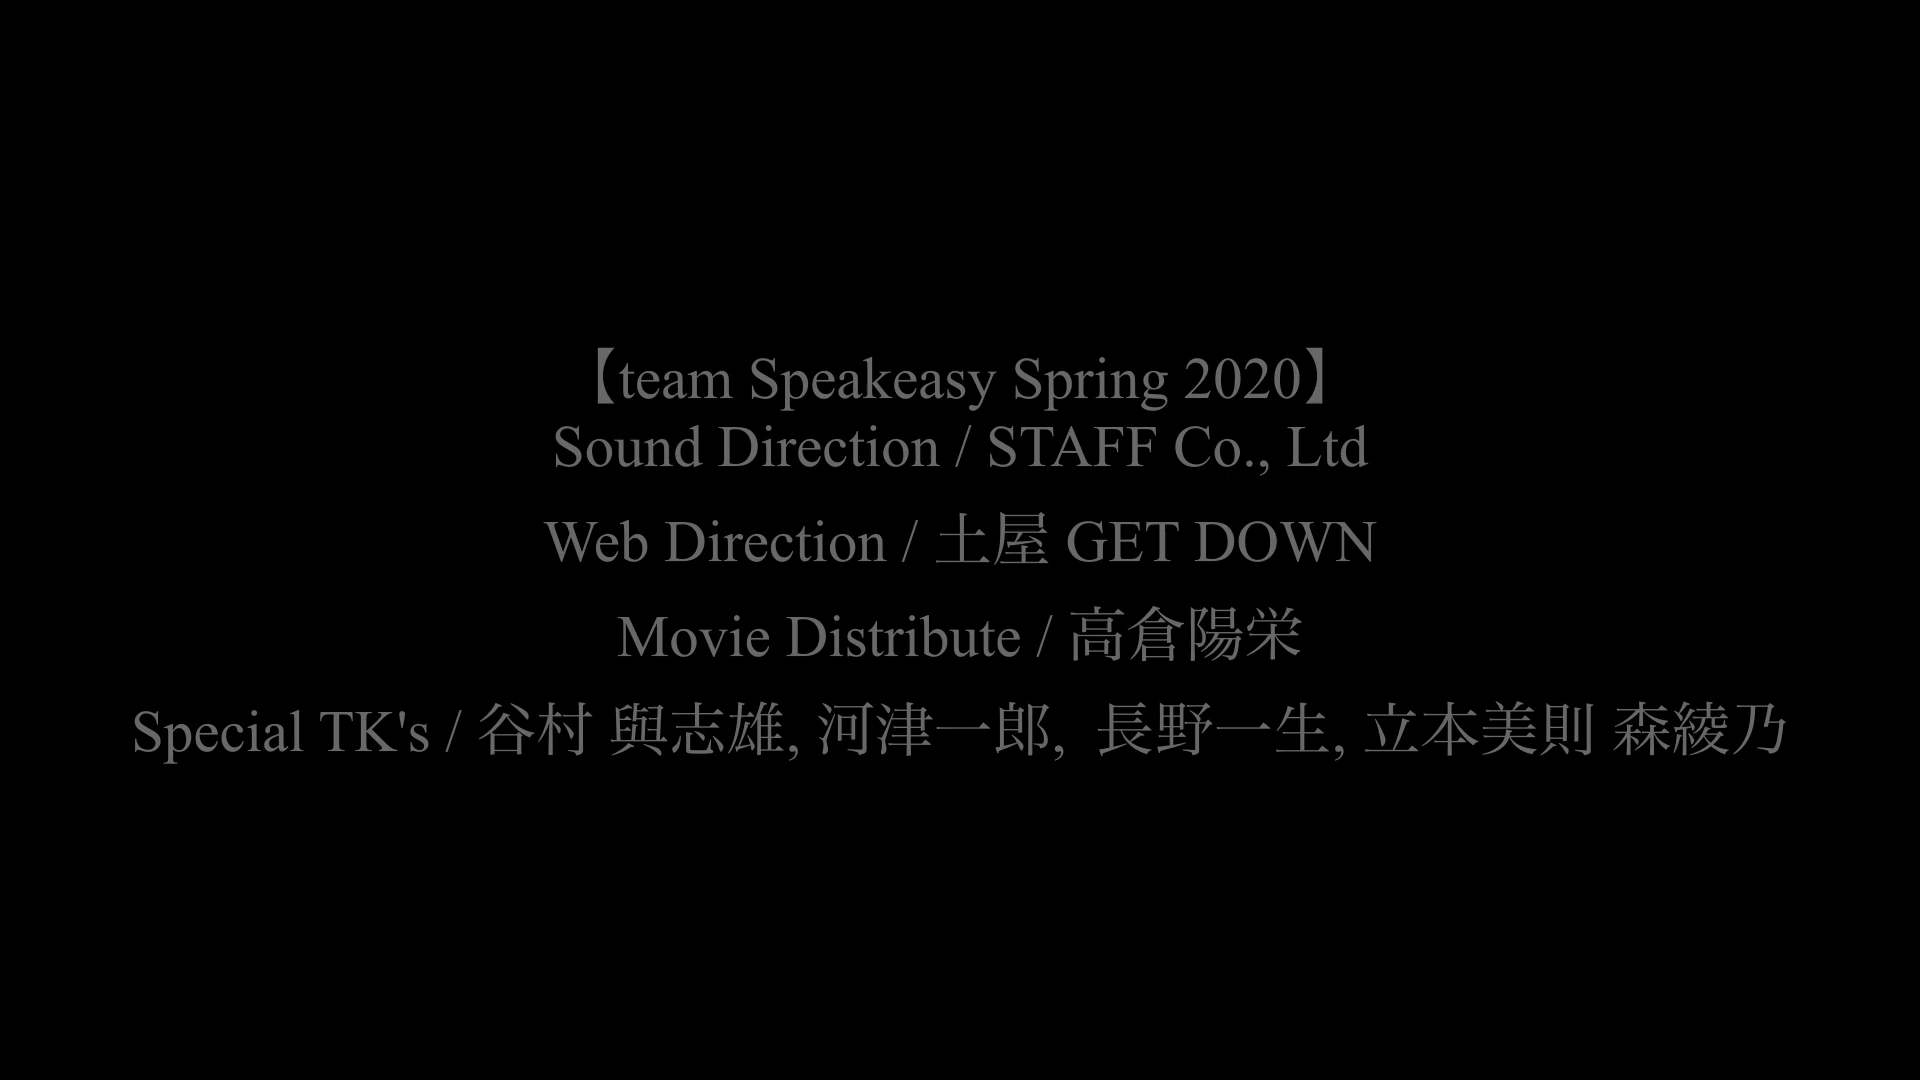 【team Speakeasy Spring 2020】
Sound Direction / STAFF Co., Ltd
Web Direction / 土屋 GET DOWN
Movie Distribute / 高倉陽栄
Special TK's / 谷村 與志雄, 河津一郎,  長野一生, 立本美則 森綾乃